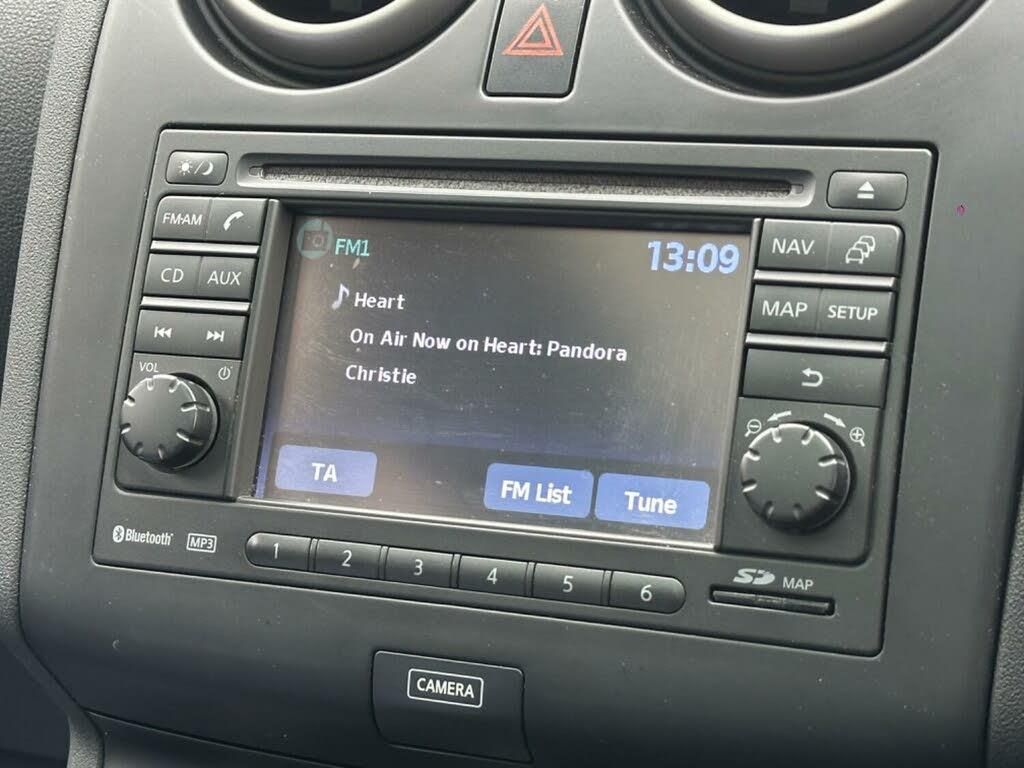 FM·AM
CD AUX
VOL
FM1
13:09
Heart
On Air Now on Heart: Pandora
Christie
TA
FM List
Tune
NAV
MAP SETUP
Bluetooth
MP3
1 2 3 4 5 6
SD MAP
CAMERA